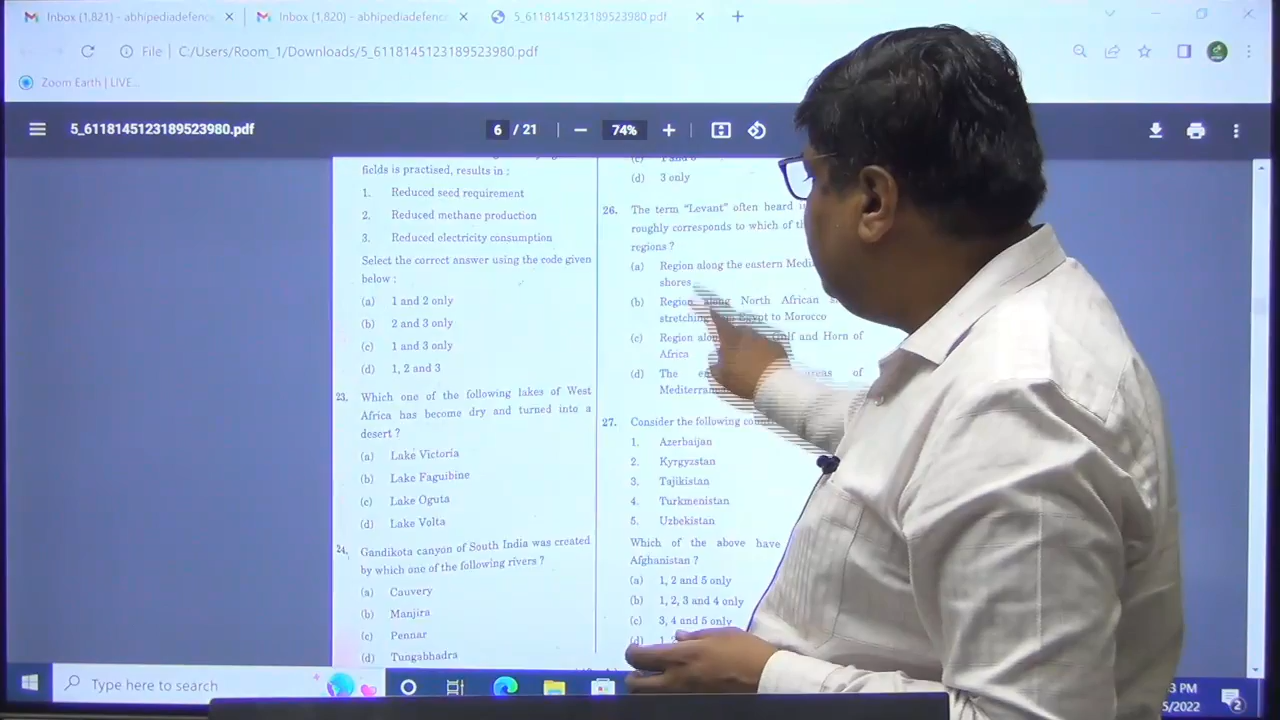 Inbox (1,821) - abhipediadefenc
Inbox (1,820) - abhipediadefenc
5_6118145123189523980.pdf
File
C:/Users/Room_1/Downloads/5_6118145123189523980.pdf
Zoom Earth | LIVE...
5_6118145123189523980.pdf
6 / 21
74%
fields is practised, results in :
1. Reduced seed requirement
2. Reduced methane production
3. Reduced electricity consumption
Select the correct answer using the code given
below :
(a) 1 and 2 only
(b) 2 and 3 only
(c) 1 and 3 only
(d) 1, 2 and 3
23. Which one of the following lakes of West
Africa has become dry and turned into a
desert ?
(a) Lake Victoria
(b) Lake Faguibine
(c) Lake Oguta
(d) Lake Volta
24. Gandikota canyon of South India was created
by which one of the following rivers ?
(a) Cauvery
(b) Manjira
(c) Pennar
(d) Tungabhadra
(d) 3 only
26. The term "Levant" often heard
roughly corresponds to which of
regions ?
(a) Region along the eastern
shores
(b) Region along North African
stretching Egypt to Morocco
(c) Region Gulf and Horn of
Africa
(d) The areas of
27. Consider the following
1. Azerbaijan
2. Kyrgyzstan
3. Tajikistan
4. Turkmenistan
5. Uzbekistan
Which of the above have
Afghanistan ?
(a) 1, 2 and 5 only
(b) 1, 2, 3 and 4 only
(c) 3, 4 and 5 only
(d)
Type here to search
2